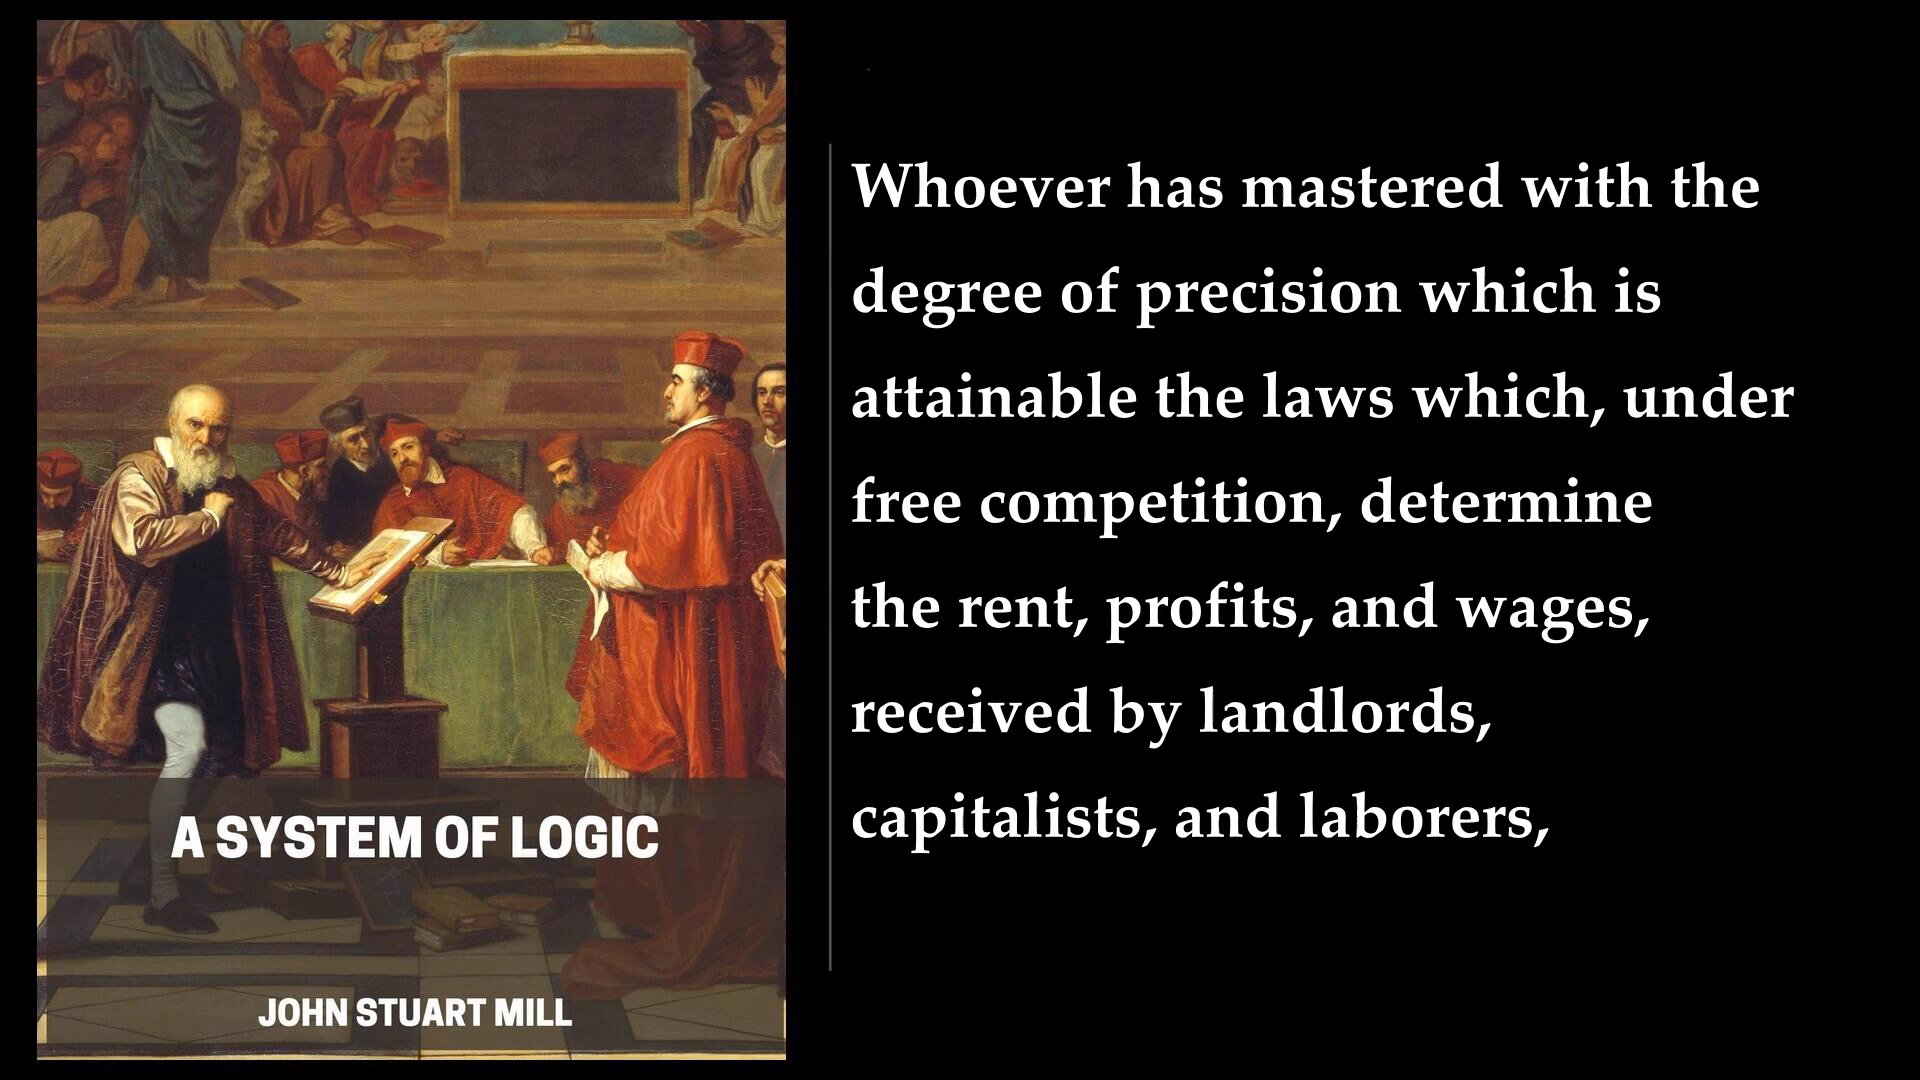 A SYSTEM OF LOGIC
JOHN STUART MILL
Whoever has mastered with the
degree of precision which is
attainable the laws which, under
free competition, determine
the rent, profits, and wages,
received by landlords,
capitalists, and laborers,